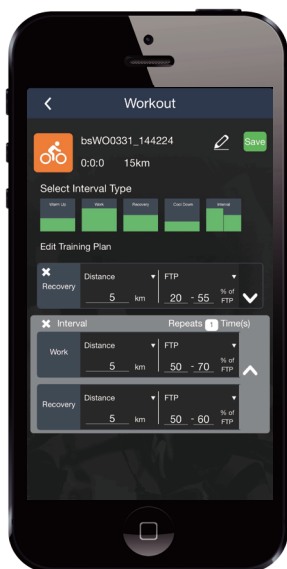 Workout
bsWO0331_144224
Save
0:0:0 15km
Select Interval Type
Warm Up Work Recovery Cool Down Interval
Edit Training Plan
Recovery
Distance FTP
5 km 20 - 55 % of FTP
Interval Repeats 1 Time(s)
Work
Distance FTP
5 km 50 - 70 % of FTP
Recovery
Distance FTP
5 km 50 - 60 % of FTP